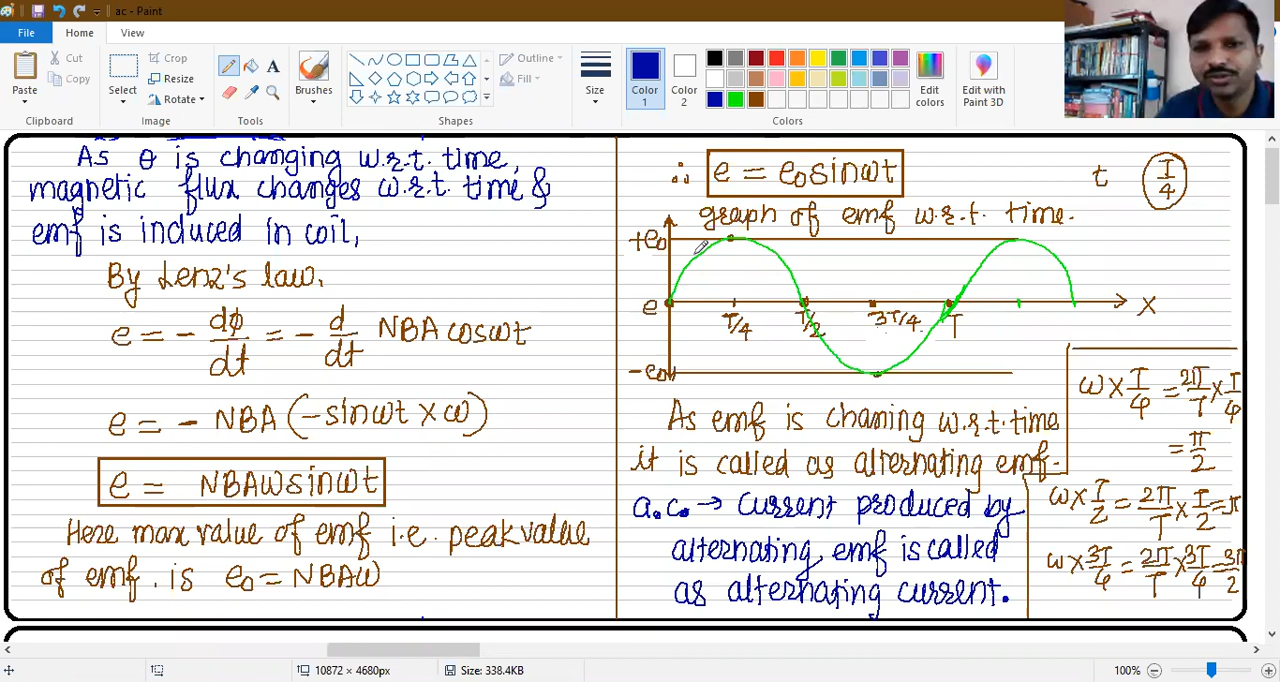 ac - Paint
File
Home
View
Paste
Cut
Copy
Clipboard
Select
Crop
Resize
Rotate
Image
A
Tools
Brushes
Shapes
Outline
Fill
Size
Color 1
Color 2
Edit colors
Edit with Paint 3D
Colors
As θ is changing w.r.t. time,
magnetic flux changes w.r.t. time &
emf is induced in coil,
By Lenz's law,
e = - dϕ/dt = - d/dt NBA cosωt
e = - NBA (-sinωt × ω)
e = NBAωsinωt
Here max value of emf i.e. peak value
of emf. is e₀ = NBAω
∴ e = e₀sinωt
t T/4
graph of emf w.r.t. time.
+e₀
e
T/4 T/2 3T/4 T X
-e₀
As emf is chaning w.r.t. time
it is called as alternating emf.
a.c. → Current produced by
alternating emf is called
as alternating current.
ω × T/4 = 2π/T × T/4
= π/2
ω × T/2 = 2π/T × T/2 = π
ω × 3T/4 = 2π/T × 3T/4 = 3π/2
10872 × 4680px
Size: 338.4KB
100%